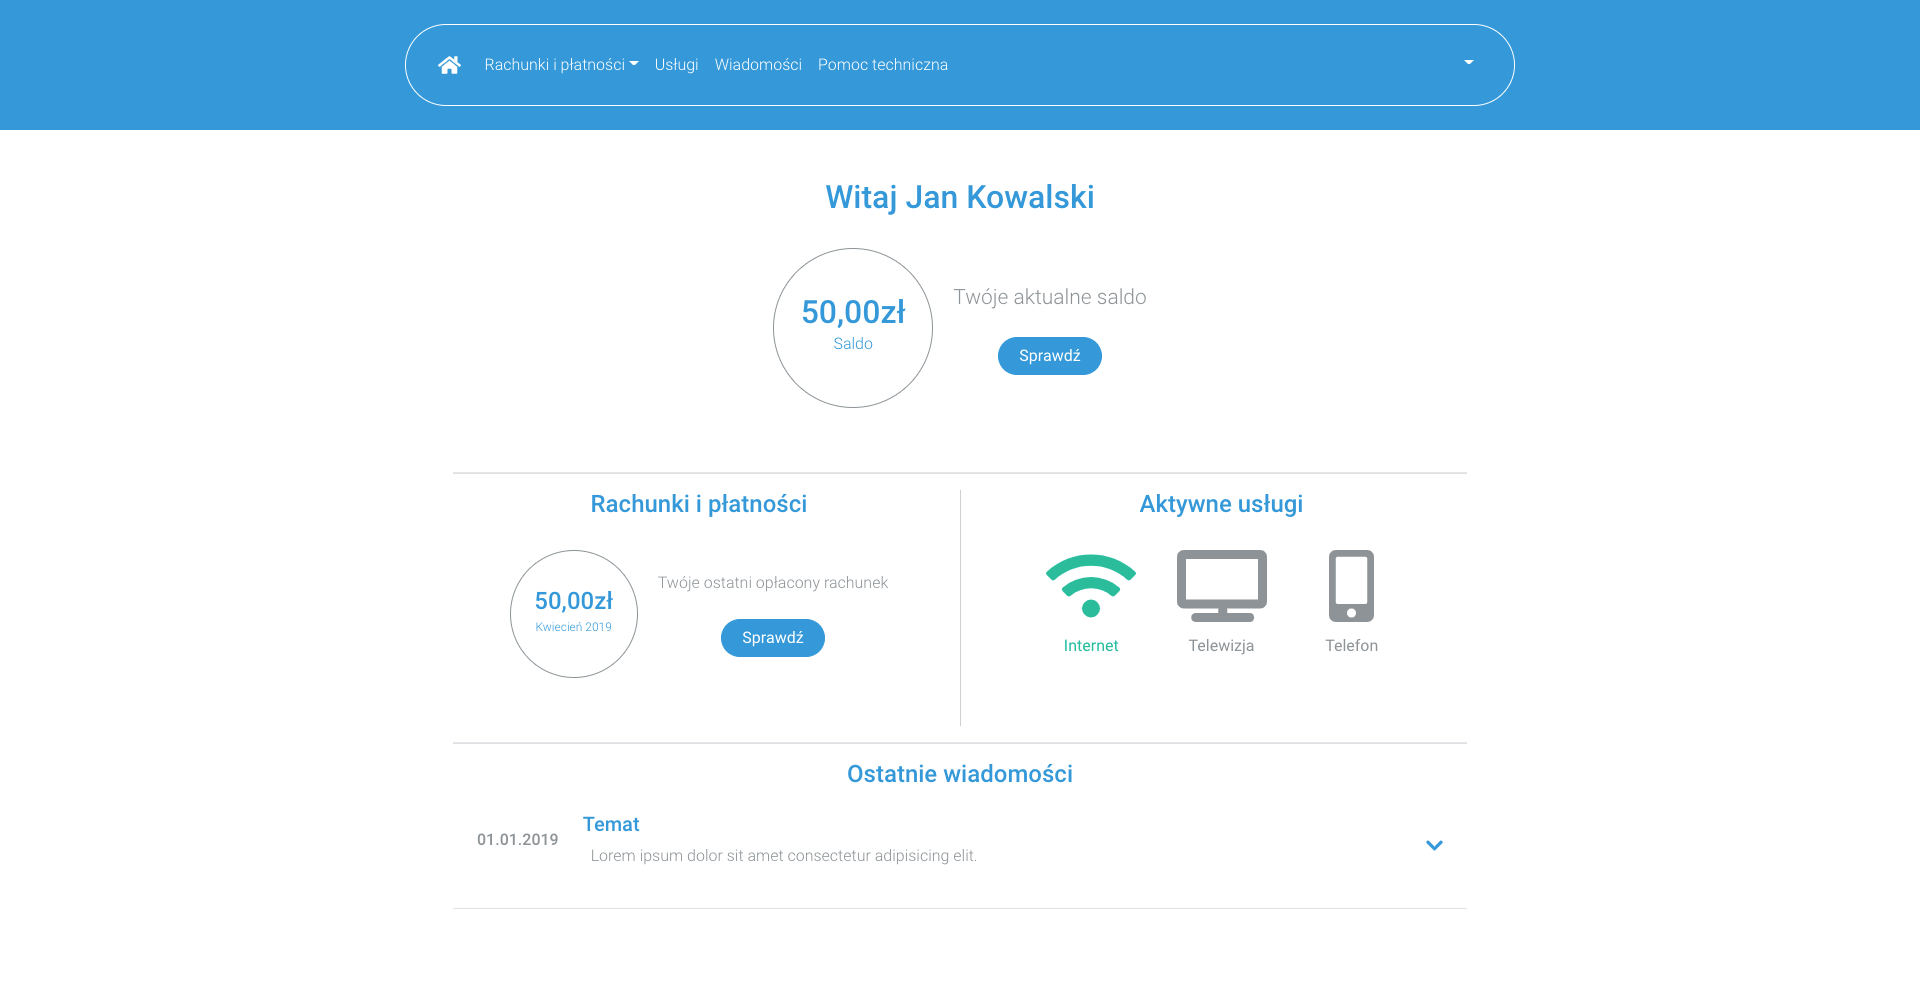 Rachunki i płatności Usługi Wiadomości Pomoc techniczna
Witaj Jan Kowalski
50,00zł
Saldo
Twóje aktualne saldo
Sprawdź
Rachunki i płatności
50,00zł
Kwiecień 2019
Twóje ostatni opłacony rachunek
Sprawdź
Aktywne usługi
Internet
Telewizja
Telefon
Ostatnie wiadomości
01.01.2019
Temat
Lorem ipsum dolor sit amet consectetur adipisicing elit.